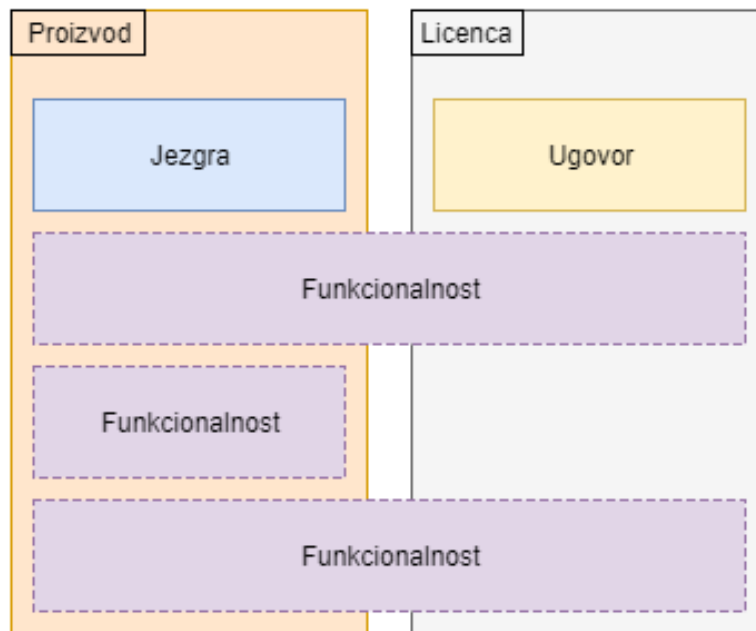 Proizvod
Licenca
Jezgra
Ugovor
Funkcionalnost
Funkcionalnost
Funkcionalnost